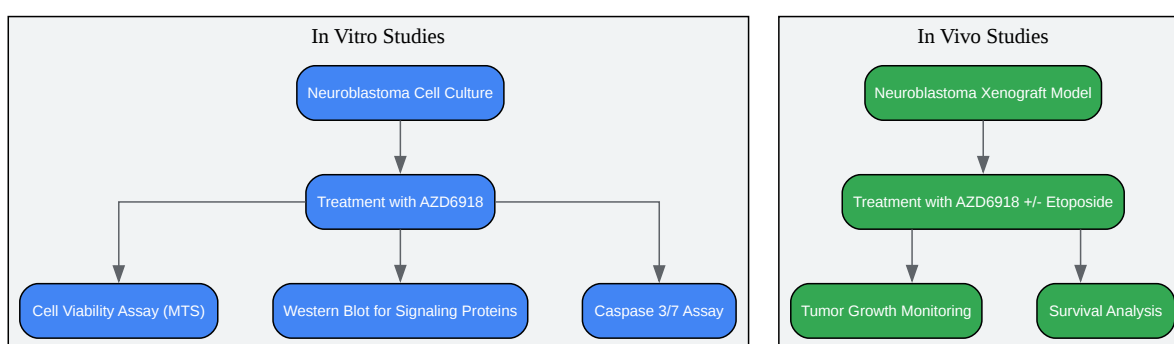 In Vitro Studies
Neuroblastoma Cell Culture
Treatment with AZD6918
Cell Viability Assay (MTS)
Western Blot for Signaling Proteins
Caspase 3/7 Assay
In Vivo Studies
Neuroblastoma Xenograft Model
Treatment with AZD6918 +/- Etoposide
Tumor Growth Monitoring
Survival Analysis